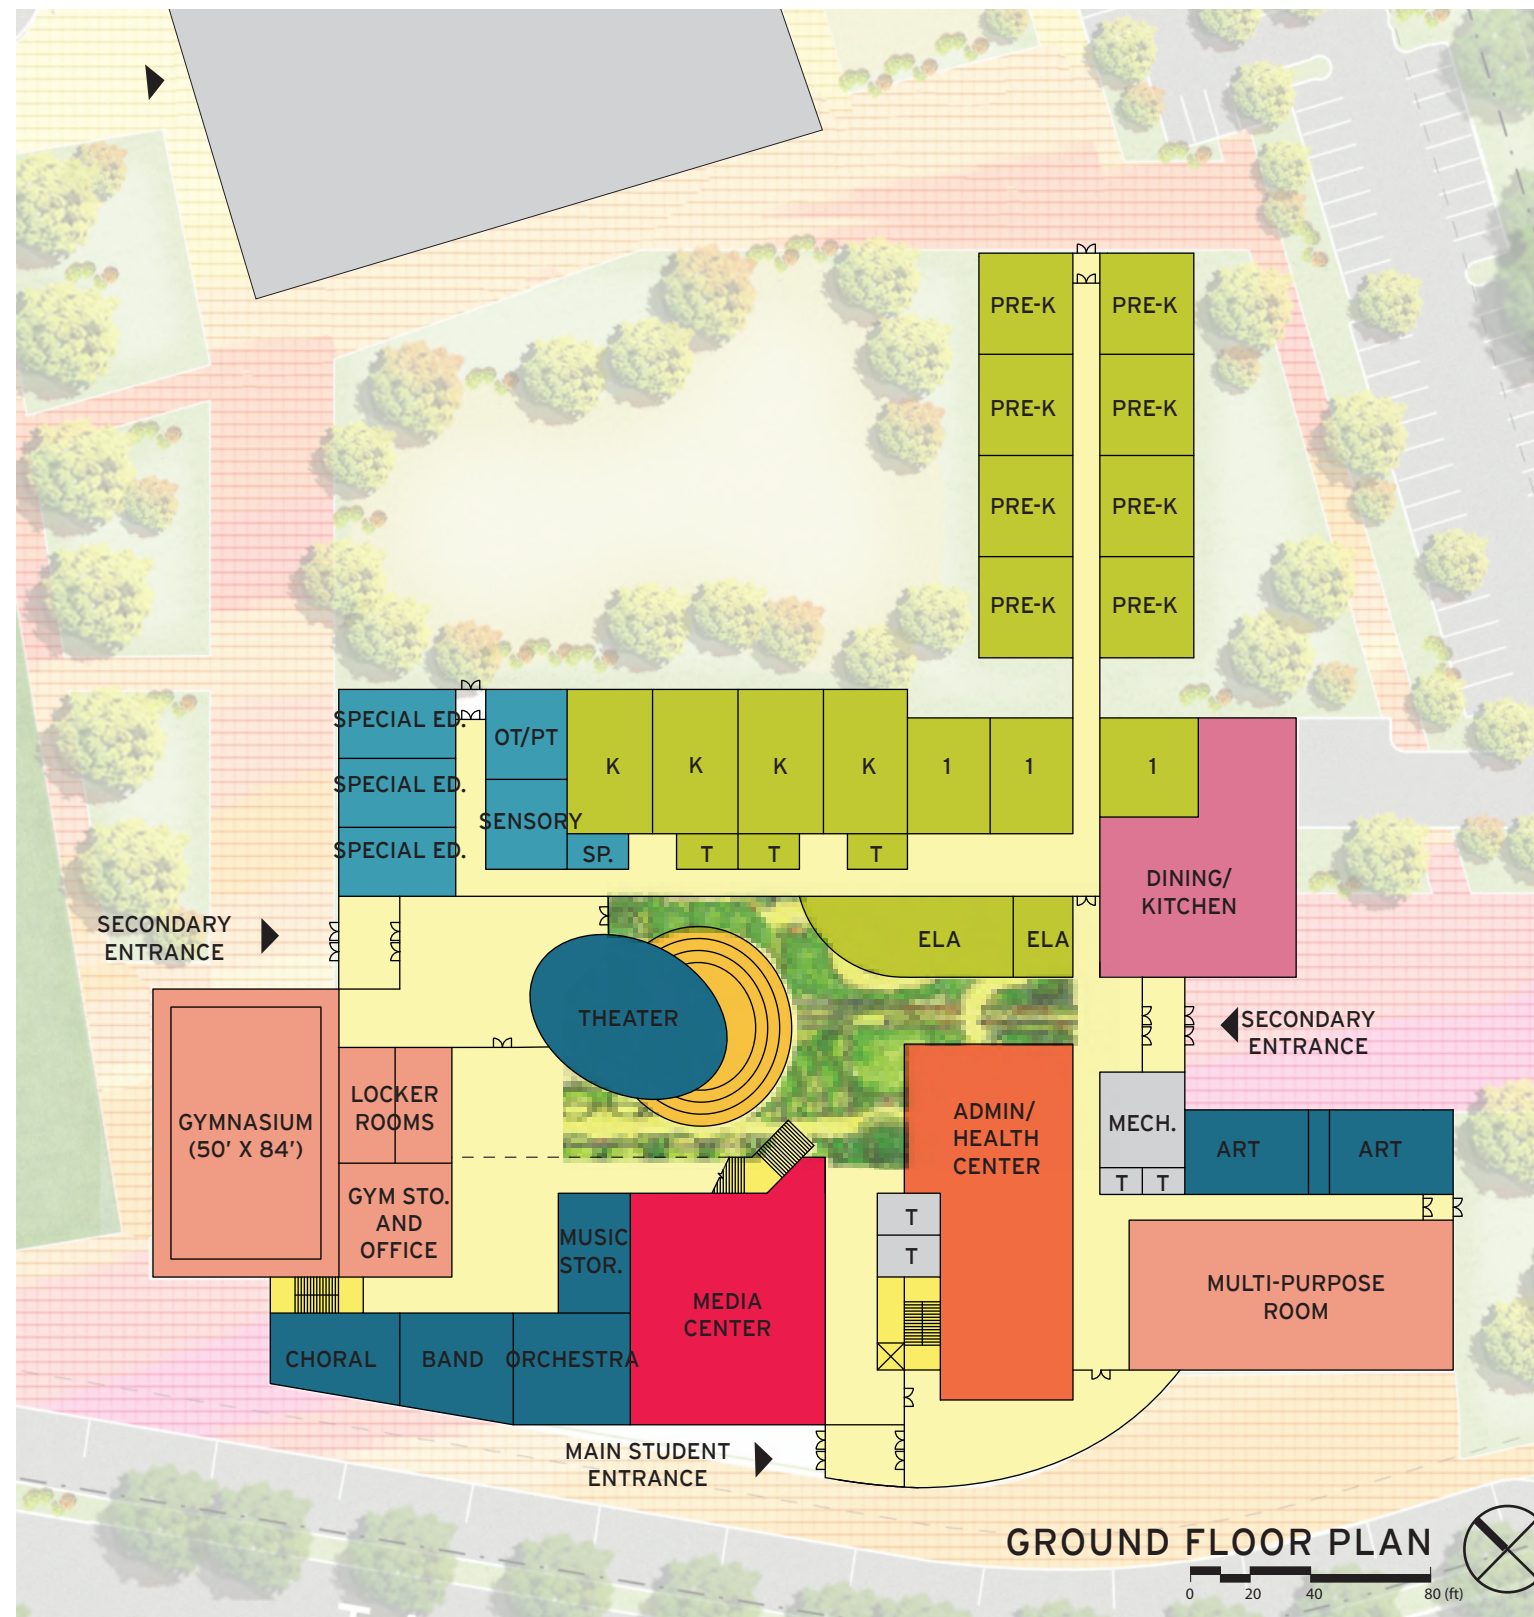 PRE-K PRE-K
PRE-K PRE-K
PRE-K PRE-K
PRE-K PRE-K
SPECIAL ED.
OT/PT
K K K K 1 1 1
SPECIAL ED.
SENSORY
SPECIAL ED.
SP.
T T T
DINING/
KITCHEN
SECONDARY
ENTRANCE
ELA ELA
THEATER
SECONDARY
ENTRANCE
LOCKER
ROOMS
GYMNASIUM
(50' X 84')
ADMIN/
HEALTH
CENTER
MECH.
T T
ART ART
GYM STO.
AND
OFFICE
MUSIC
STOR.
T
T
MEDIA
CENTER
MULTI-PURPOSE
ROOM
CHORAL BAND ORCHESTRA
MAIN STUDENT
ENTRANCE
GROUND FLOOR PLAN
0 20 40 80 (ft)